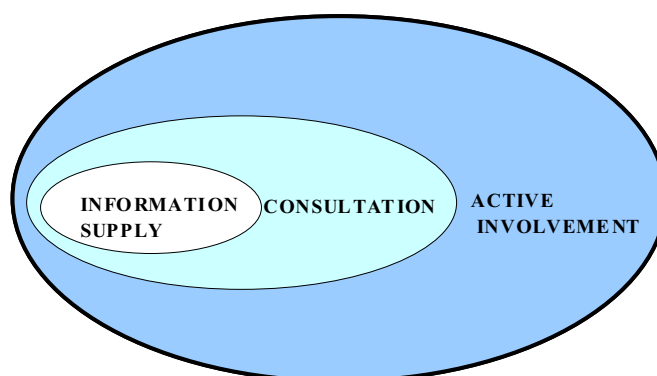 INFORMATION
SUPPLY
CONSULTATION
ACTIVE
INVOLVEMENT